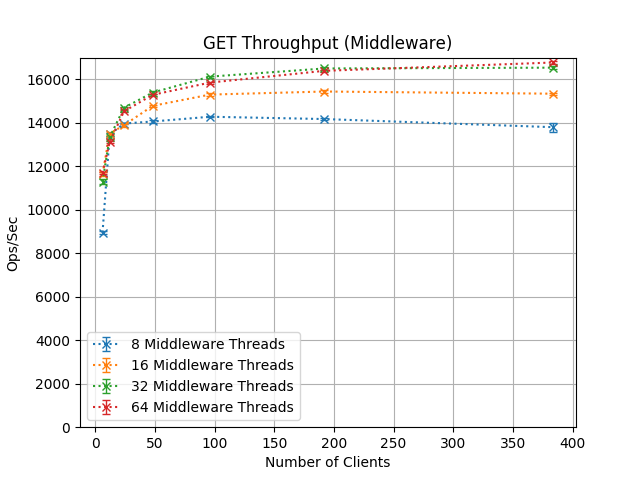 GET Throughput (Middleware)
16000
14000
12000
10000
8000
6000
4000
2000
0
Ops/Sec
8 Middleware Threads
16 Middleware Threads
32 Middleware Threads
64 Middleware Threads
0 50 100 150 200 250 300 350 400
Number of Clients